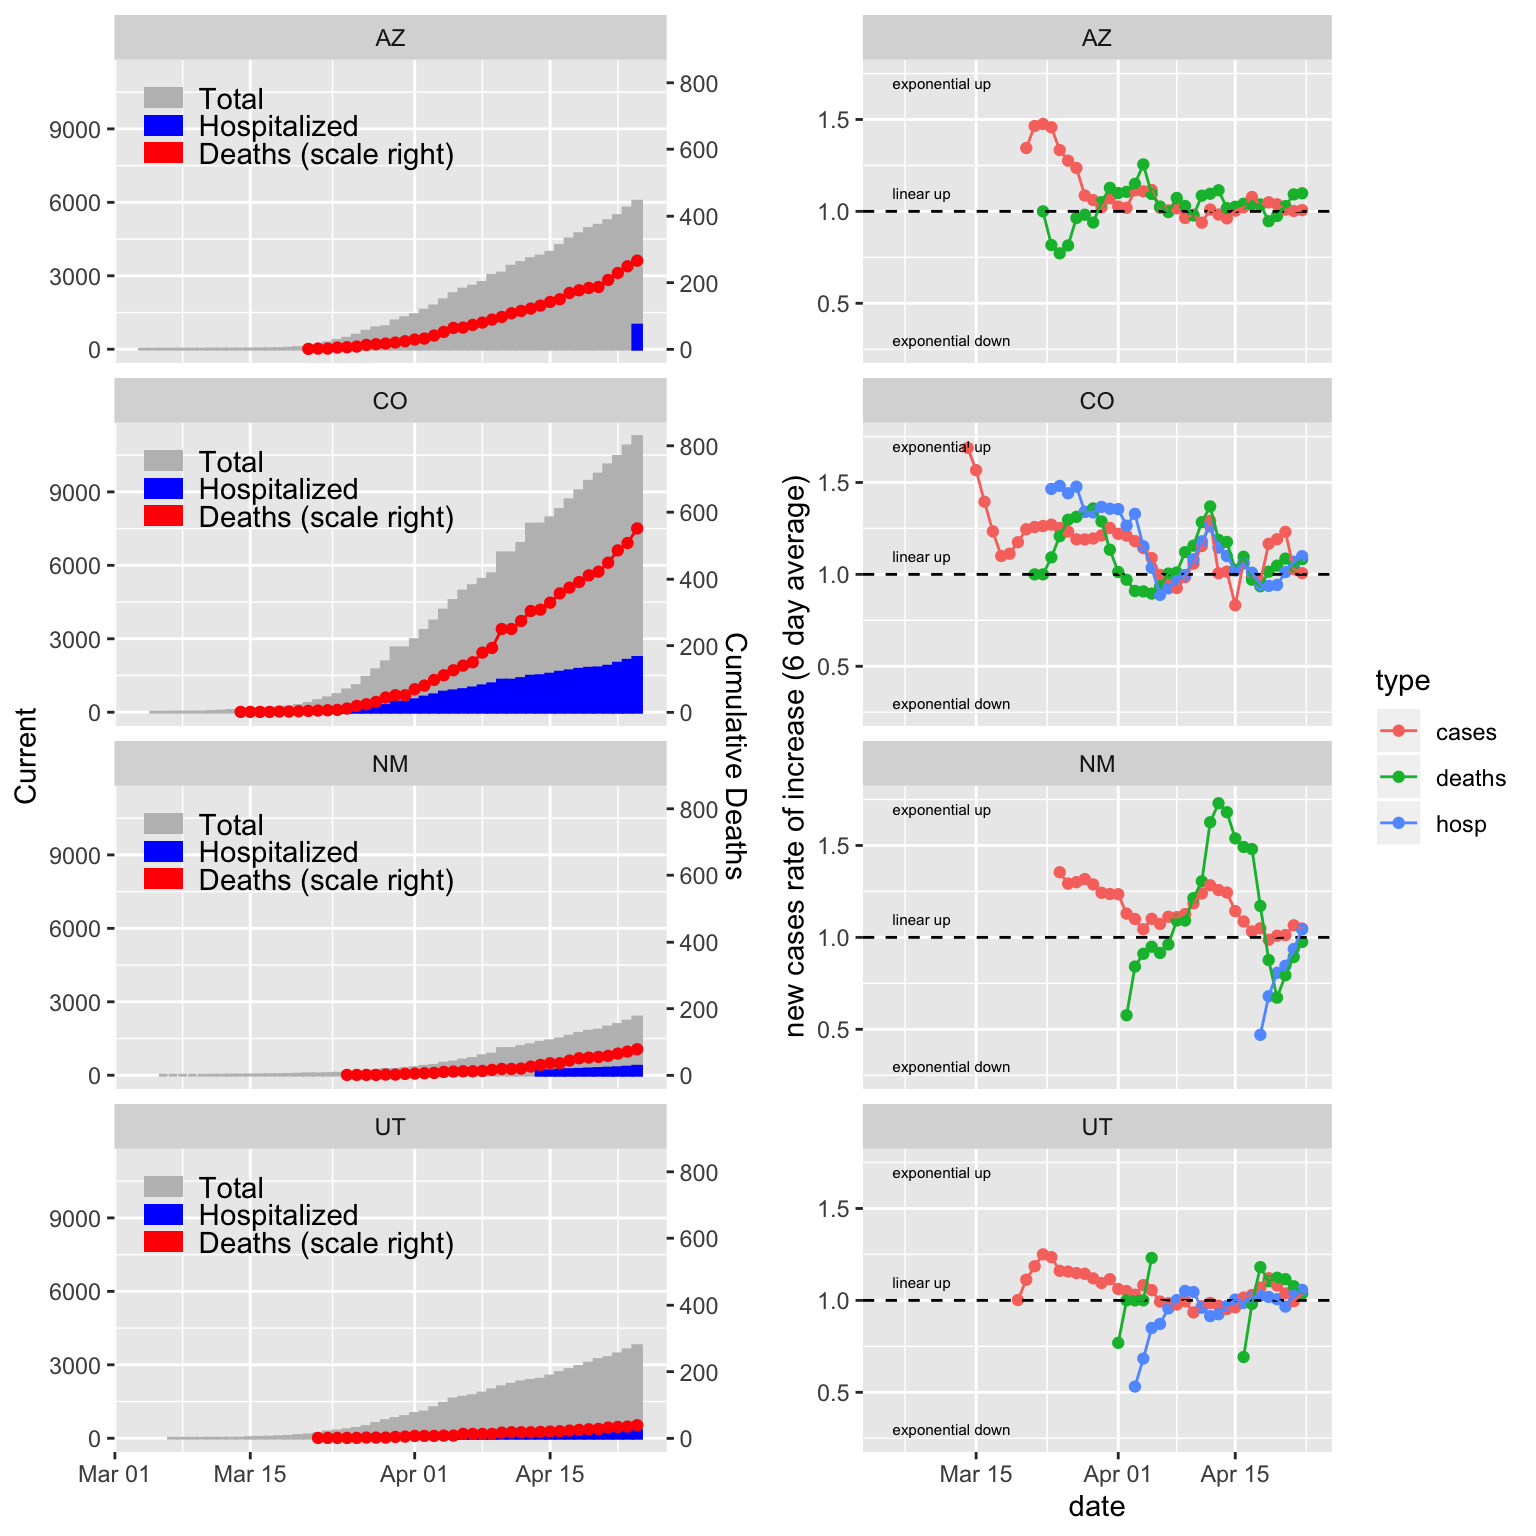 AZ
Total
Hospitalized
Deaths (scale right)
9000
6000
3000
0
800
600
400
200
0
CO
Total
Hospitalized
Deaths (scale right)
9000
6000
3000
0
800
600
400
200
0
NM
Total
Hospitalized
Deaths (scale right)
9000
6000
3000
0
800
600
400
200
0
UT
Total
Hospitalized
Deaths (scale right)
9000
6000
3000
0
800
600
400
200
0
Mar 01 Mar 15 Apr 01 Apr 15
Current
Cumulative Deaths
AZ
exponential up
linear up
exponential down
1.5
1.0
0.5
CO
exponential up
linear up
exponential down
1.5
1.0
0.5
NM
exponential up
linear up
exponential down
1.5
1.0
0.5
UT
exponential up
linear up
exponential down
1.5
1.0
0.5
Mar 15 Apr 01 Apr 15
date
new cases rate of increase (6 day average)
type
cases
deaths
hosp